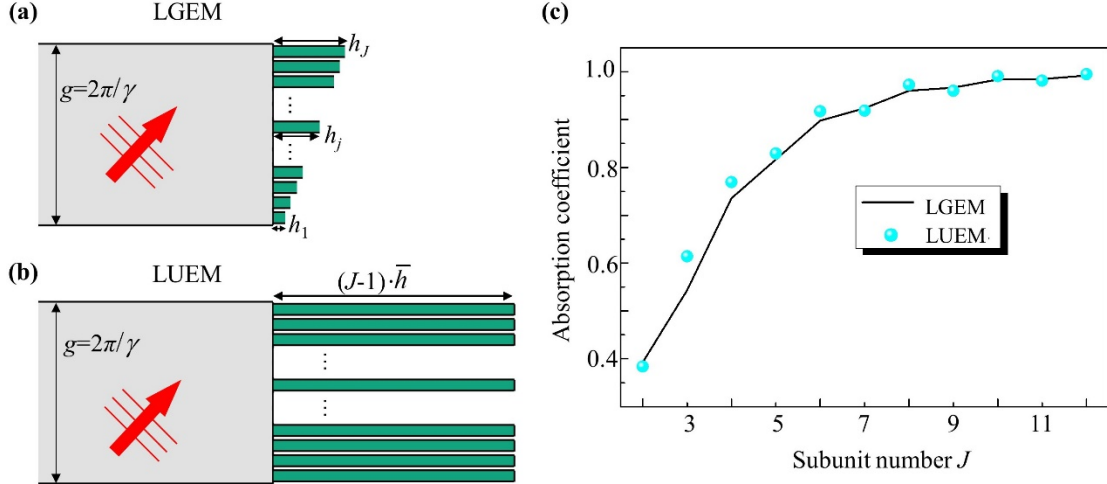 (a)
LGEM
g=2π/γ
h_J
⋮
h_j
⋮
h_1
(b)
LUEM
(J-1)·h̅
g=2π/γ
⋮
⋮
(c)
Absorption coefficient
1.0
0.8
0.6
0.4
LGEM
LUEM
3
5
7
9
11
Subunit number J